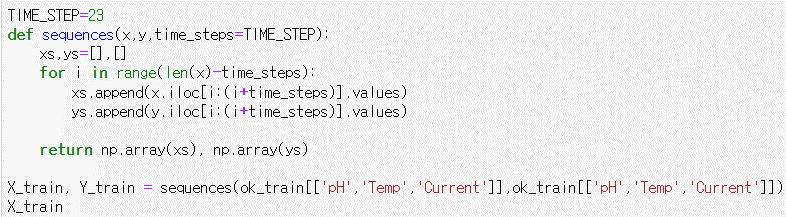 TIME_STEP=23
def sequences(x,y,time_steps=TIME_STEP):
    xs,ys=[],[]
    for i in range(len(x)-time_steps):
        xs.append(x.iloc[i:(i+time_steps)].values)
        ys.append(y.iloc[i:(i+time_steps)].values)

    return np.array(xs), np.array(ys)

X_train, Y_train = sequences(ok_train[['pH','Temp','Current']],ok_train[['pH','Temp','Current']])
X_train